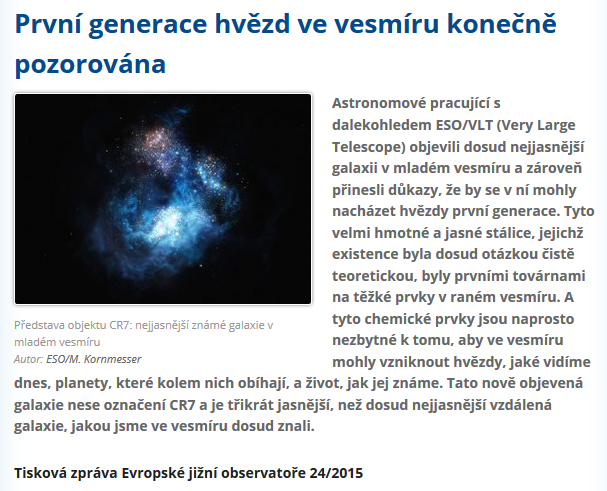 První generace hvězd ve vesmíru konečně
pozorována
Astronomové pracující s
dalekohledem ESO/VLT (Very Large
Telescope) objevili dosud nejjasnější
galaxii v mladém vesmíru a zároveň
přinesli důkazy, že by se v ní mohly
nacházet hvězdy první generace. Tyto
velmi hmotné a jasné stálice, jejichž
existence byla dosud otázkou čistě
teoretickou, byly prvními továrnami
na těžké prvky v raném vesmíru. A
tyto chemické prvky jsou naprosto
nezbytné k tomu, aby ve vesmíru
mohly vzniknout hvězdy, jaké vidíme
dnes, planety, které kolem nich obíhají, a život, jak jej známe. Tato nově objevená
galaxie nese označení CR7 a je třikrát jasnější, než dosud nejjasnější vzdálená
galaxie, jakou jsme ve vesmíru dosud znali.
Představa objektu CR7: nejjasnější známé galaxie v
mladém vesmíru
Autor: ESO/M. Kornmesser
Tisková zpráva Evropské jižní observatoře 24/2015